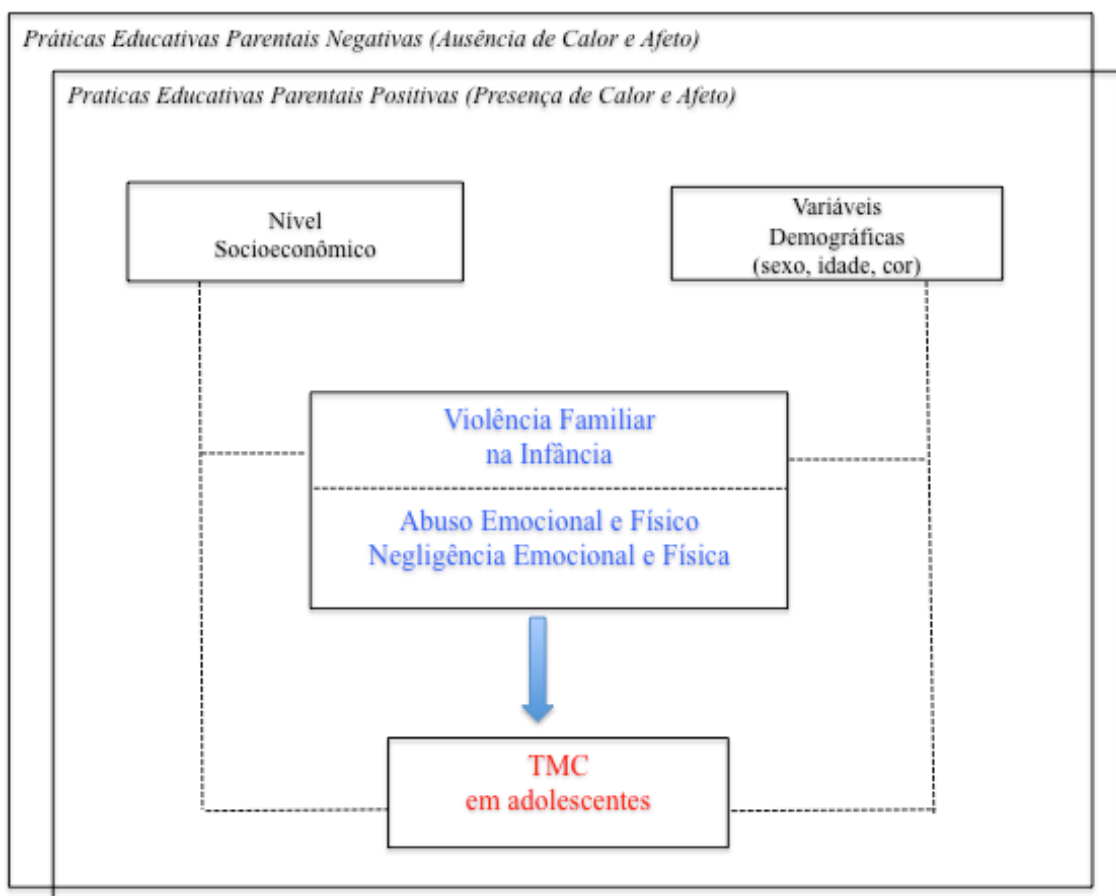 Práticas Educativas Parentais Negativas (Ausência de Calor e Afeto)
Praticas Educativas Parentais Positivas (Presença de Calor e Afeto)
Nível
Socioeconômico
Variáveis
Demográficas
(sexo, idade, cor)
Violência Familiar
na Infância
Abuso Emocional e Físico
Negligência Emocional e Física
TMC
em adolescentes